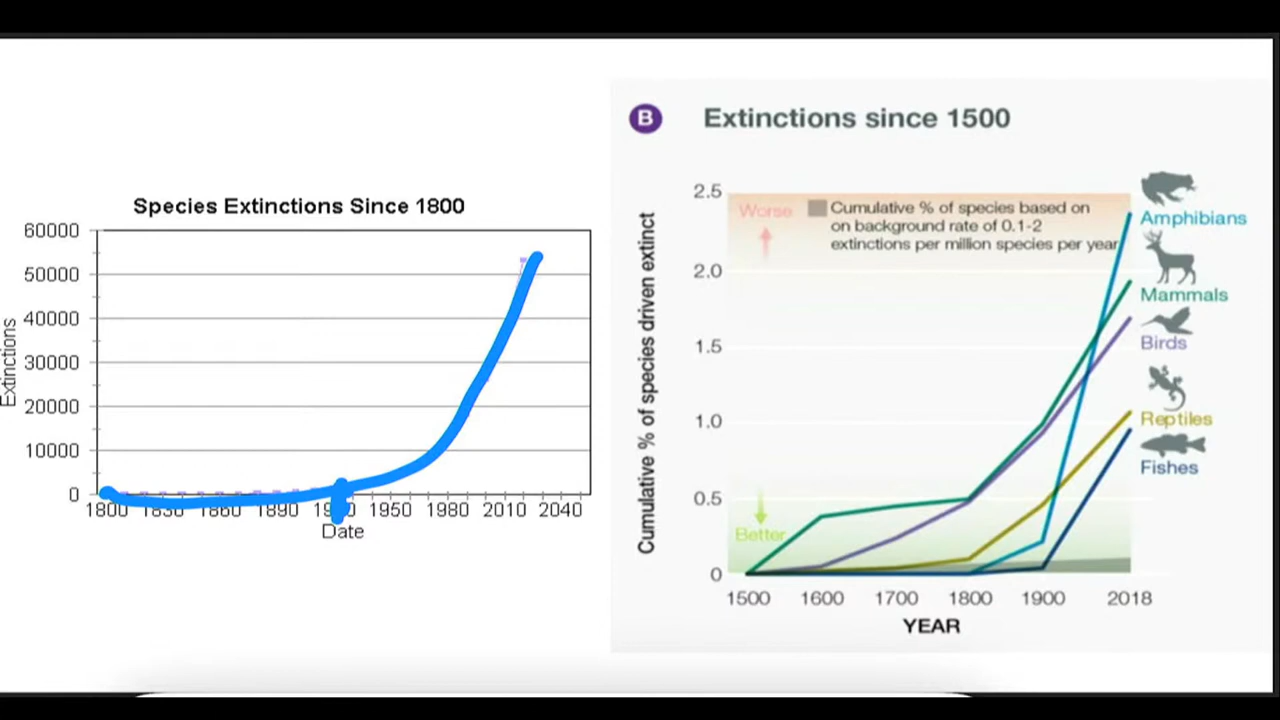 Species Extinctions Since 1800
60000
50000
40000
30000
20000
10000
0
Extinctions
1800 1830 1860 1890 1950 1980 2010 2040
Date
B Extinctions since 1500
Cumulative % of species driven extinct
2.5
2.0
1.5
1.0
0.5
0
Worse
Cumulative % of species based on
on background rate of 0.1-2
extinctions per million species per year
Better
Amphibians
Mammals
Birds
Reptiles
Fishes
1500 1600 1700 1800 1900 2018
YEAR